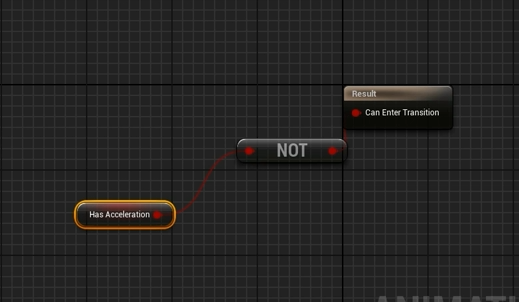 Result
Can Enter Transition
NOT
Has Acceleration